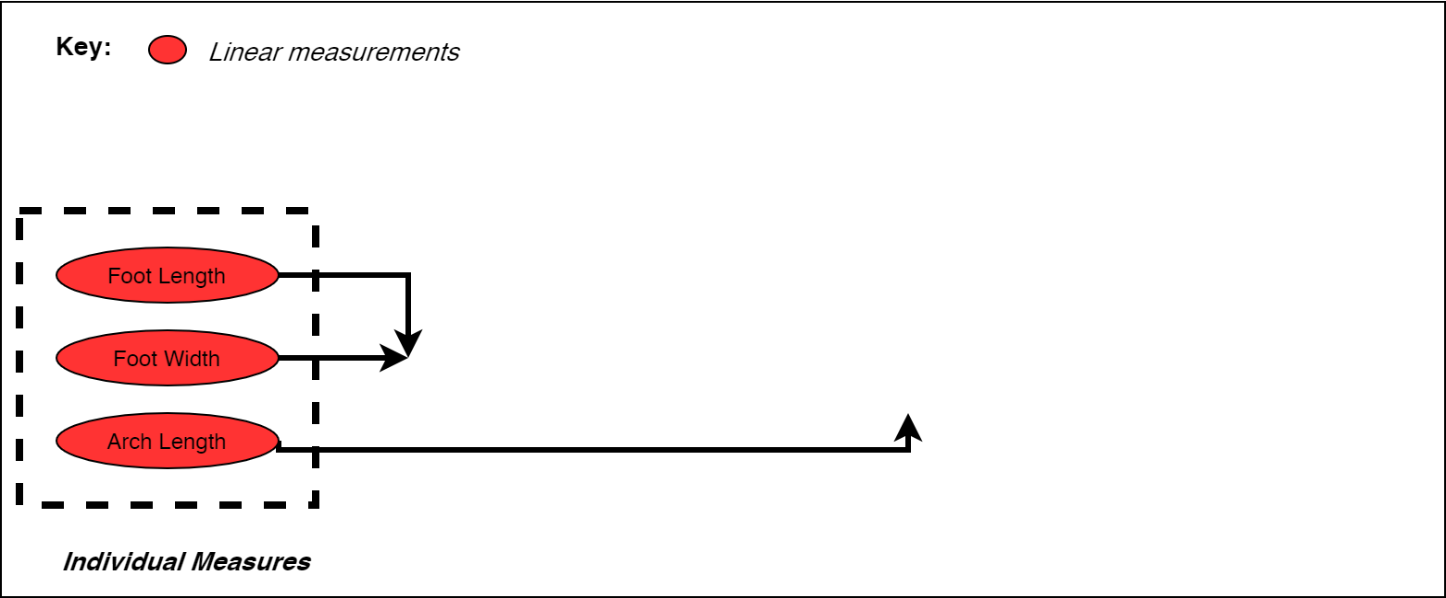 Key:
Linear measurements
Foot Length
Foot Width
Arch Length
Individual Measures